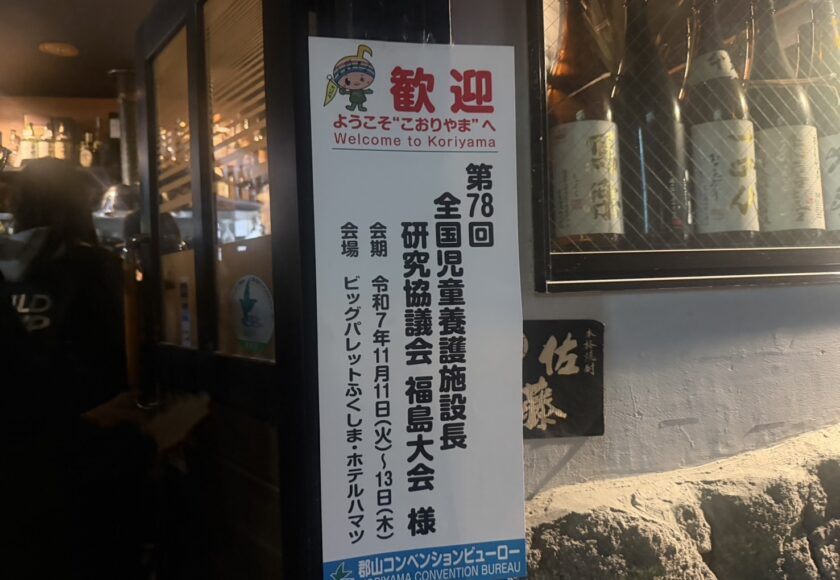 歓迎
ようこそ“こおりやま”へ
Welcome to Koriyama
第78回
全国児童養護施設長
研究協議会 福島大会 様
会期 令和7年11月11日(火)~13日(木)
会場 ビッグパレットふくしま・ホテルハマツ
郡山コンベンションビューロー
KORIYAMA CONVENTION BUREAU
本格焼酎
佐藤